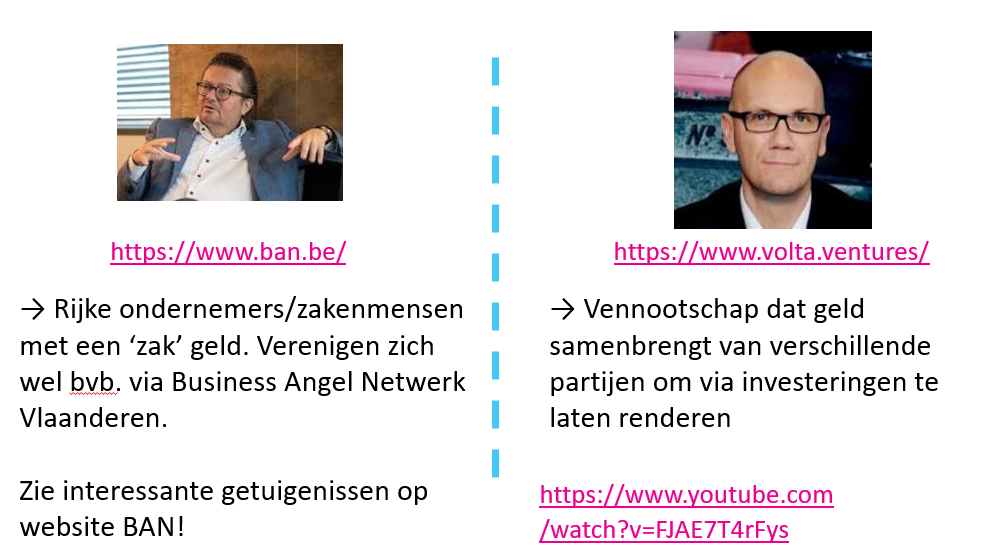 https://www.ban.be/
→ Rijke ondernemers/zakenmensen
met een ‘zak’ geld. Verenigen zich
wel bvb. via Business Angel Netwerk
Vlaanderen.
Zie interessante getuigenissen op
website BAN!
Nº
https://www.volta.ventures/
→ Vennootschap dat geld
samenbrengt van verschillende
partijen om via investeringen te
laten renderen
https://www.youtube.com
/watch?v=FJAE7T4rFys